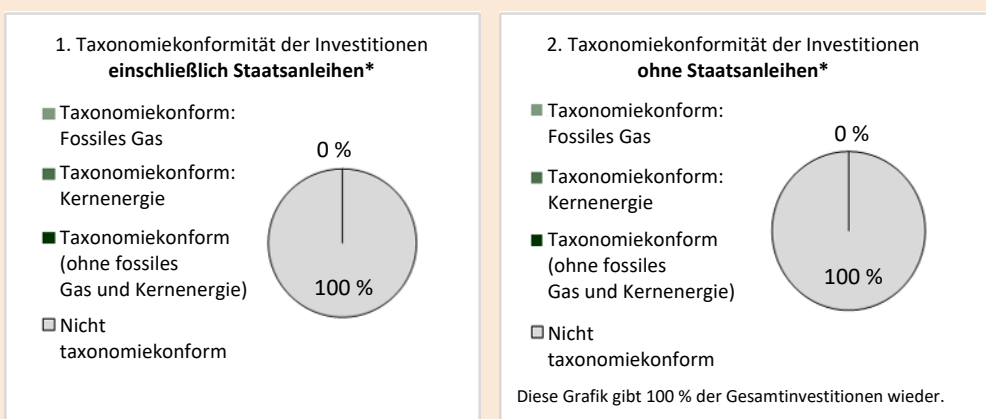 1. Taxonomiekonformität der Investitionen
einschließlich Staatsanleihen*
Taxonomiekonform:
Fossiles Gas
Taxonomiekonform:
Kernenergie
Taxonomiekonform
(ohne fossiles
Gas und Kernenergie)
Nicht
taxonomiekonform
0 %
100 %
2. Taxonomiekonformität der Investitionen
ohne Staatsanleihen*
Taxonomiekonform:
Fossiles Gas
Taxonomiekonform:
Kernenergie
Taxonomiekonform
(ohne fossiles
Gas und Kernenergie)
Nicht
taxonomiekonform
0 %
100 %
Diese Grafik gibt 100 % der Gesamtinvestitionen wieder.